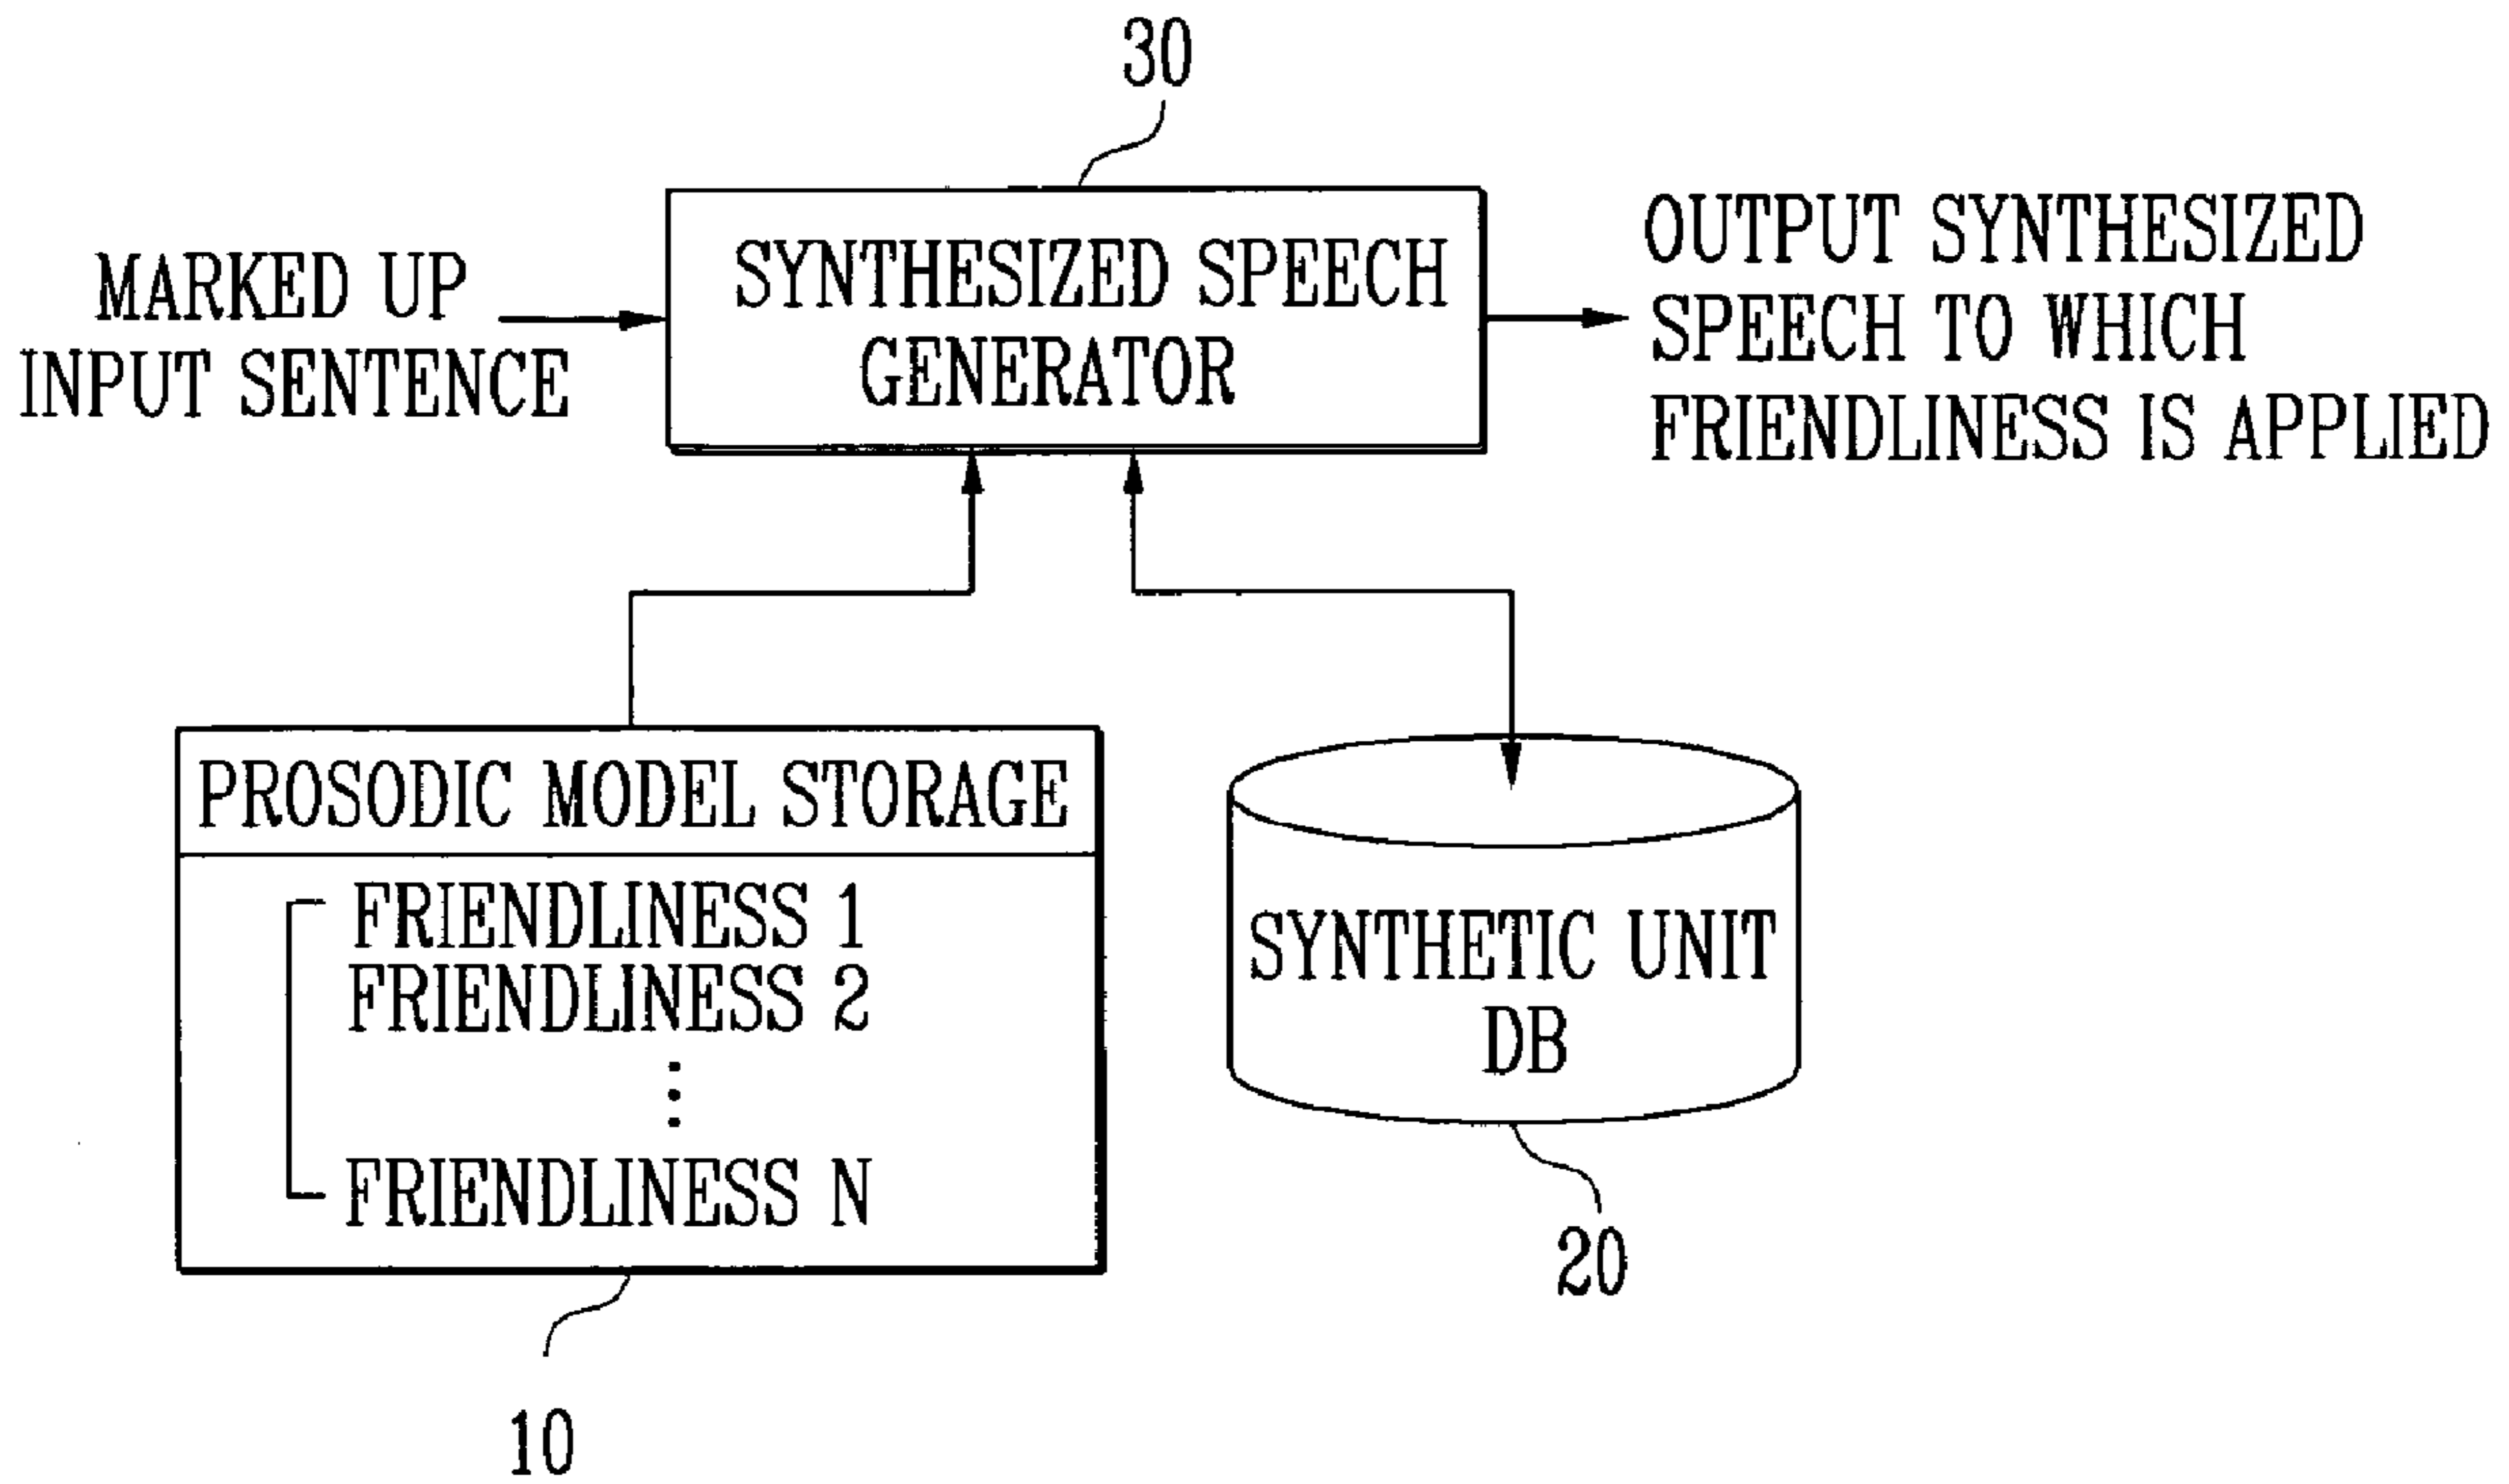 30
MARKED UP
INPUT SENTENCE
SYNTHESIZED SPEECH
GENERATOR
OUTPUT SYNTHESIZED
SPEECH TO WHICH
FRIENDLINESS IS APPLIED
PROSODIC MODEL STORAGE
FRIENDLINESS 1
FRIENDLINESS 2
⋮
FRIENDLINESS N
10
SYNTHETIC UNIT
DB
20